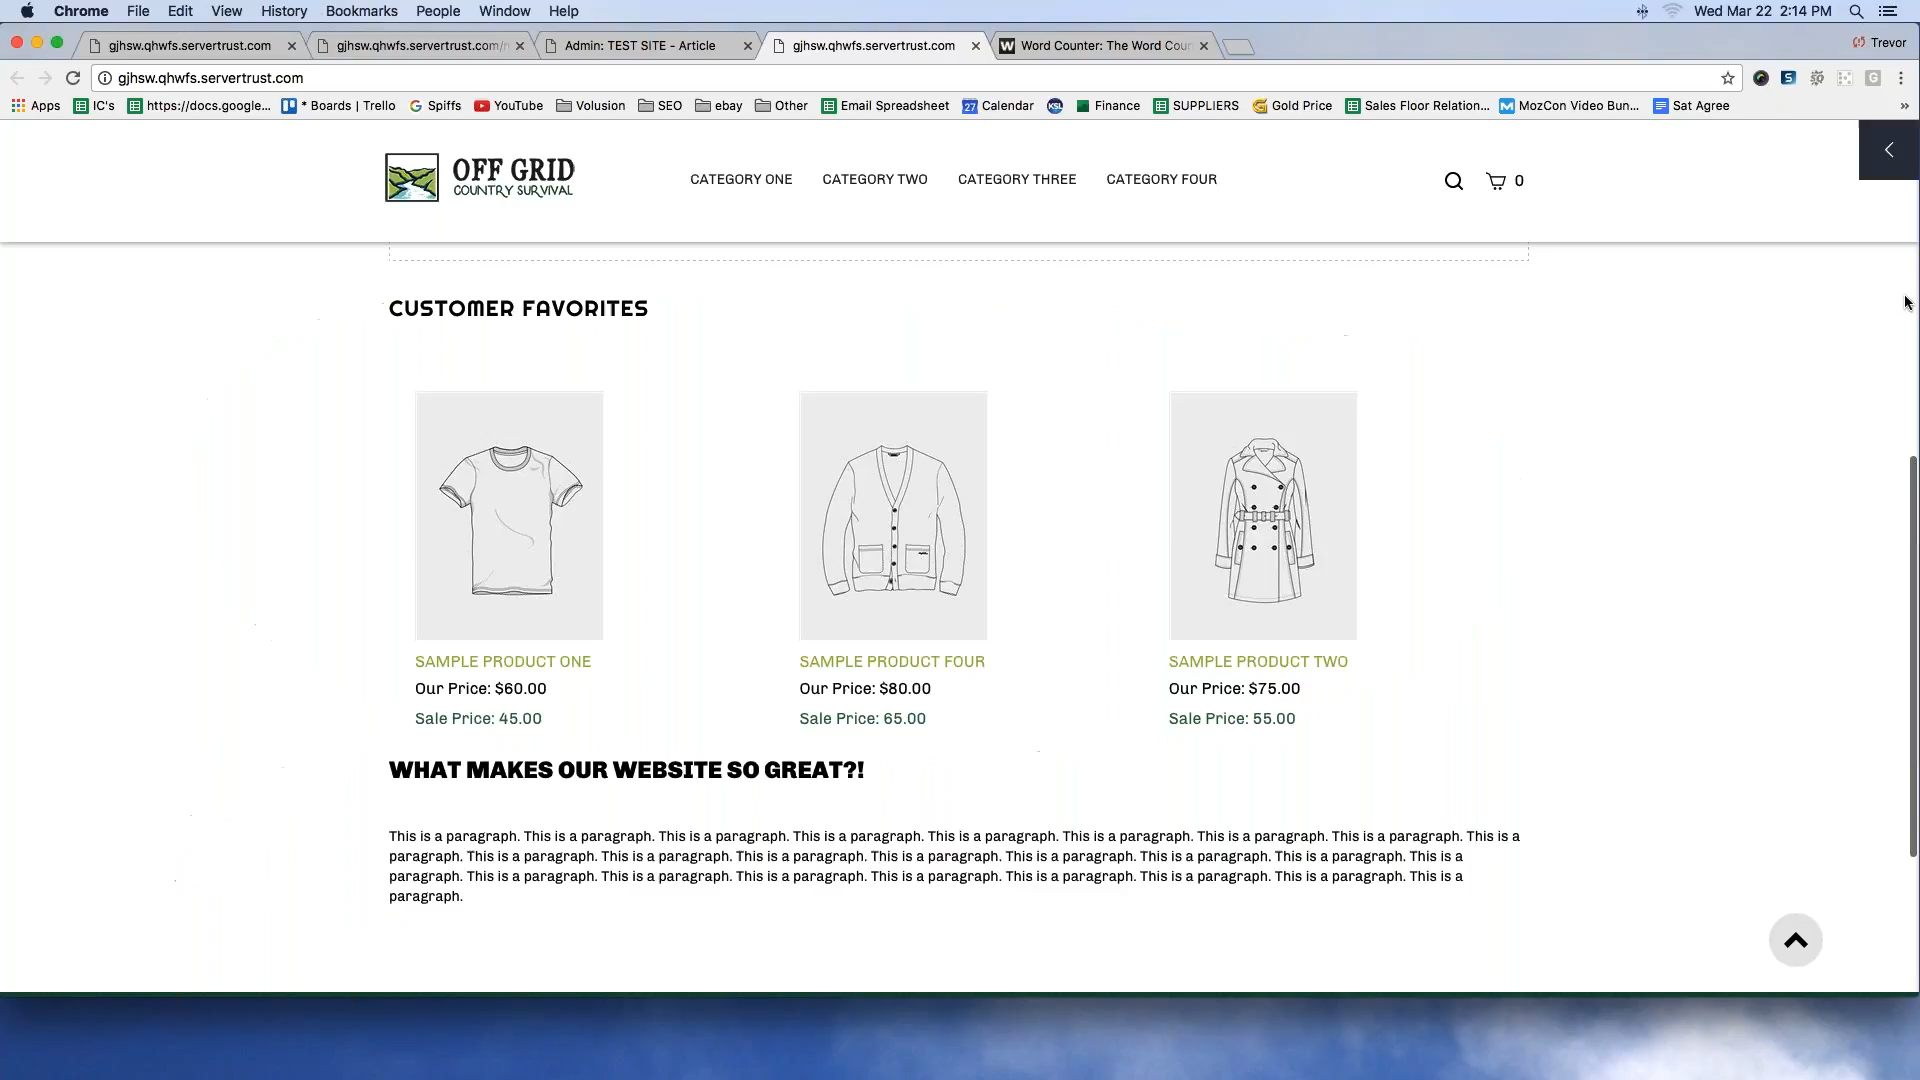 Chrome File Edit View History Bookmarks People Window Help Wed Mar 22 2:14 PM
gjhsw.qhwfs.servertrust.com gjhsw.qhwfs.servertrust.com/ Admin: TEST SITE - Article gjhsw.qhwfs.servertrust.com Word Counter: The Word Cou Trevor
gjhsw.qhwfs.servertrust.com
Apps IC's https://docs.google... * Boards | Trello Spiffs YouTube Volusion SEO ebay Other Email Spreadsheet 27 Calendar KSL Finance SUPPLIERS Gold Price Sales Floor Relation... MozCon Video Bun... Sat Agree »
OFF GRID
COUNTRY SURVIVAL
CATEGORY ONE CATEGORY TWO CATEGORY THREE CATEGORY FOUR 0
CUSTOMER FAVORITES
SAMPLE PRODUCT ONE SAMPLE PRODUCT FOUR SAMPLE PRODUCT TWO
Our Price: $60.00 Our Price: $80.00 Our Price: $75.00
Sale Price: 45.00 Sale Price: 65.00 Sale Price: 55.00
WHAT MAKES OUR WEBSITE SO GREAT?!
This is a paragraph. This is a paragraph. This is a paragraph. This is a paragraph. This is a paragraph. This is a paragraph. This is a paragraph. This is a paragraph. This is a
paragraph. This is a paragraph. This is a paragraph. This is a paragraph. This is a paragraph. This is a paragraph. This is a paragraph. This is a paragraph. This is a
paragraph. This is a paragraph. This is a paragraph. This is a paragraph. This is a paragraph. This is a paragraph. This is a paragraph. This is a paragraph. This is a
paragraph.